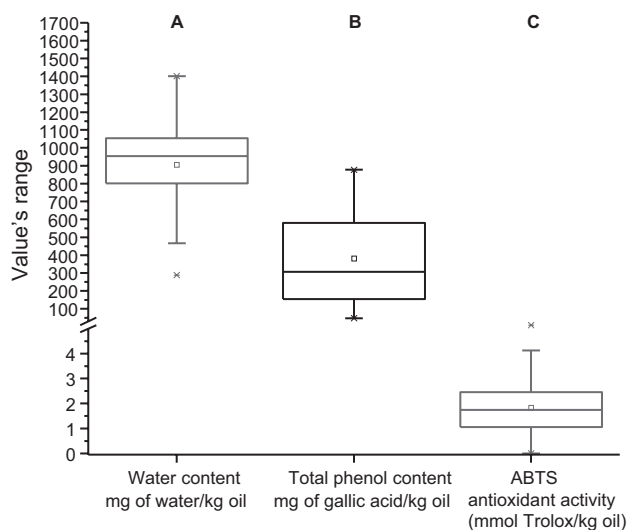 A B C
Value's range
1700
1600
1500
1400
1300
1200
1100
1000
900
800
700
600
500
400
300
200
100
4
3
2
1
0
Water content
mg of water/kg oil
Total phenol content
mg of gallic acid/kg oil
ABTS
antioxidant activity
(mmol Trolox/kg oil)